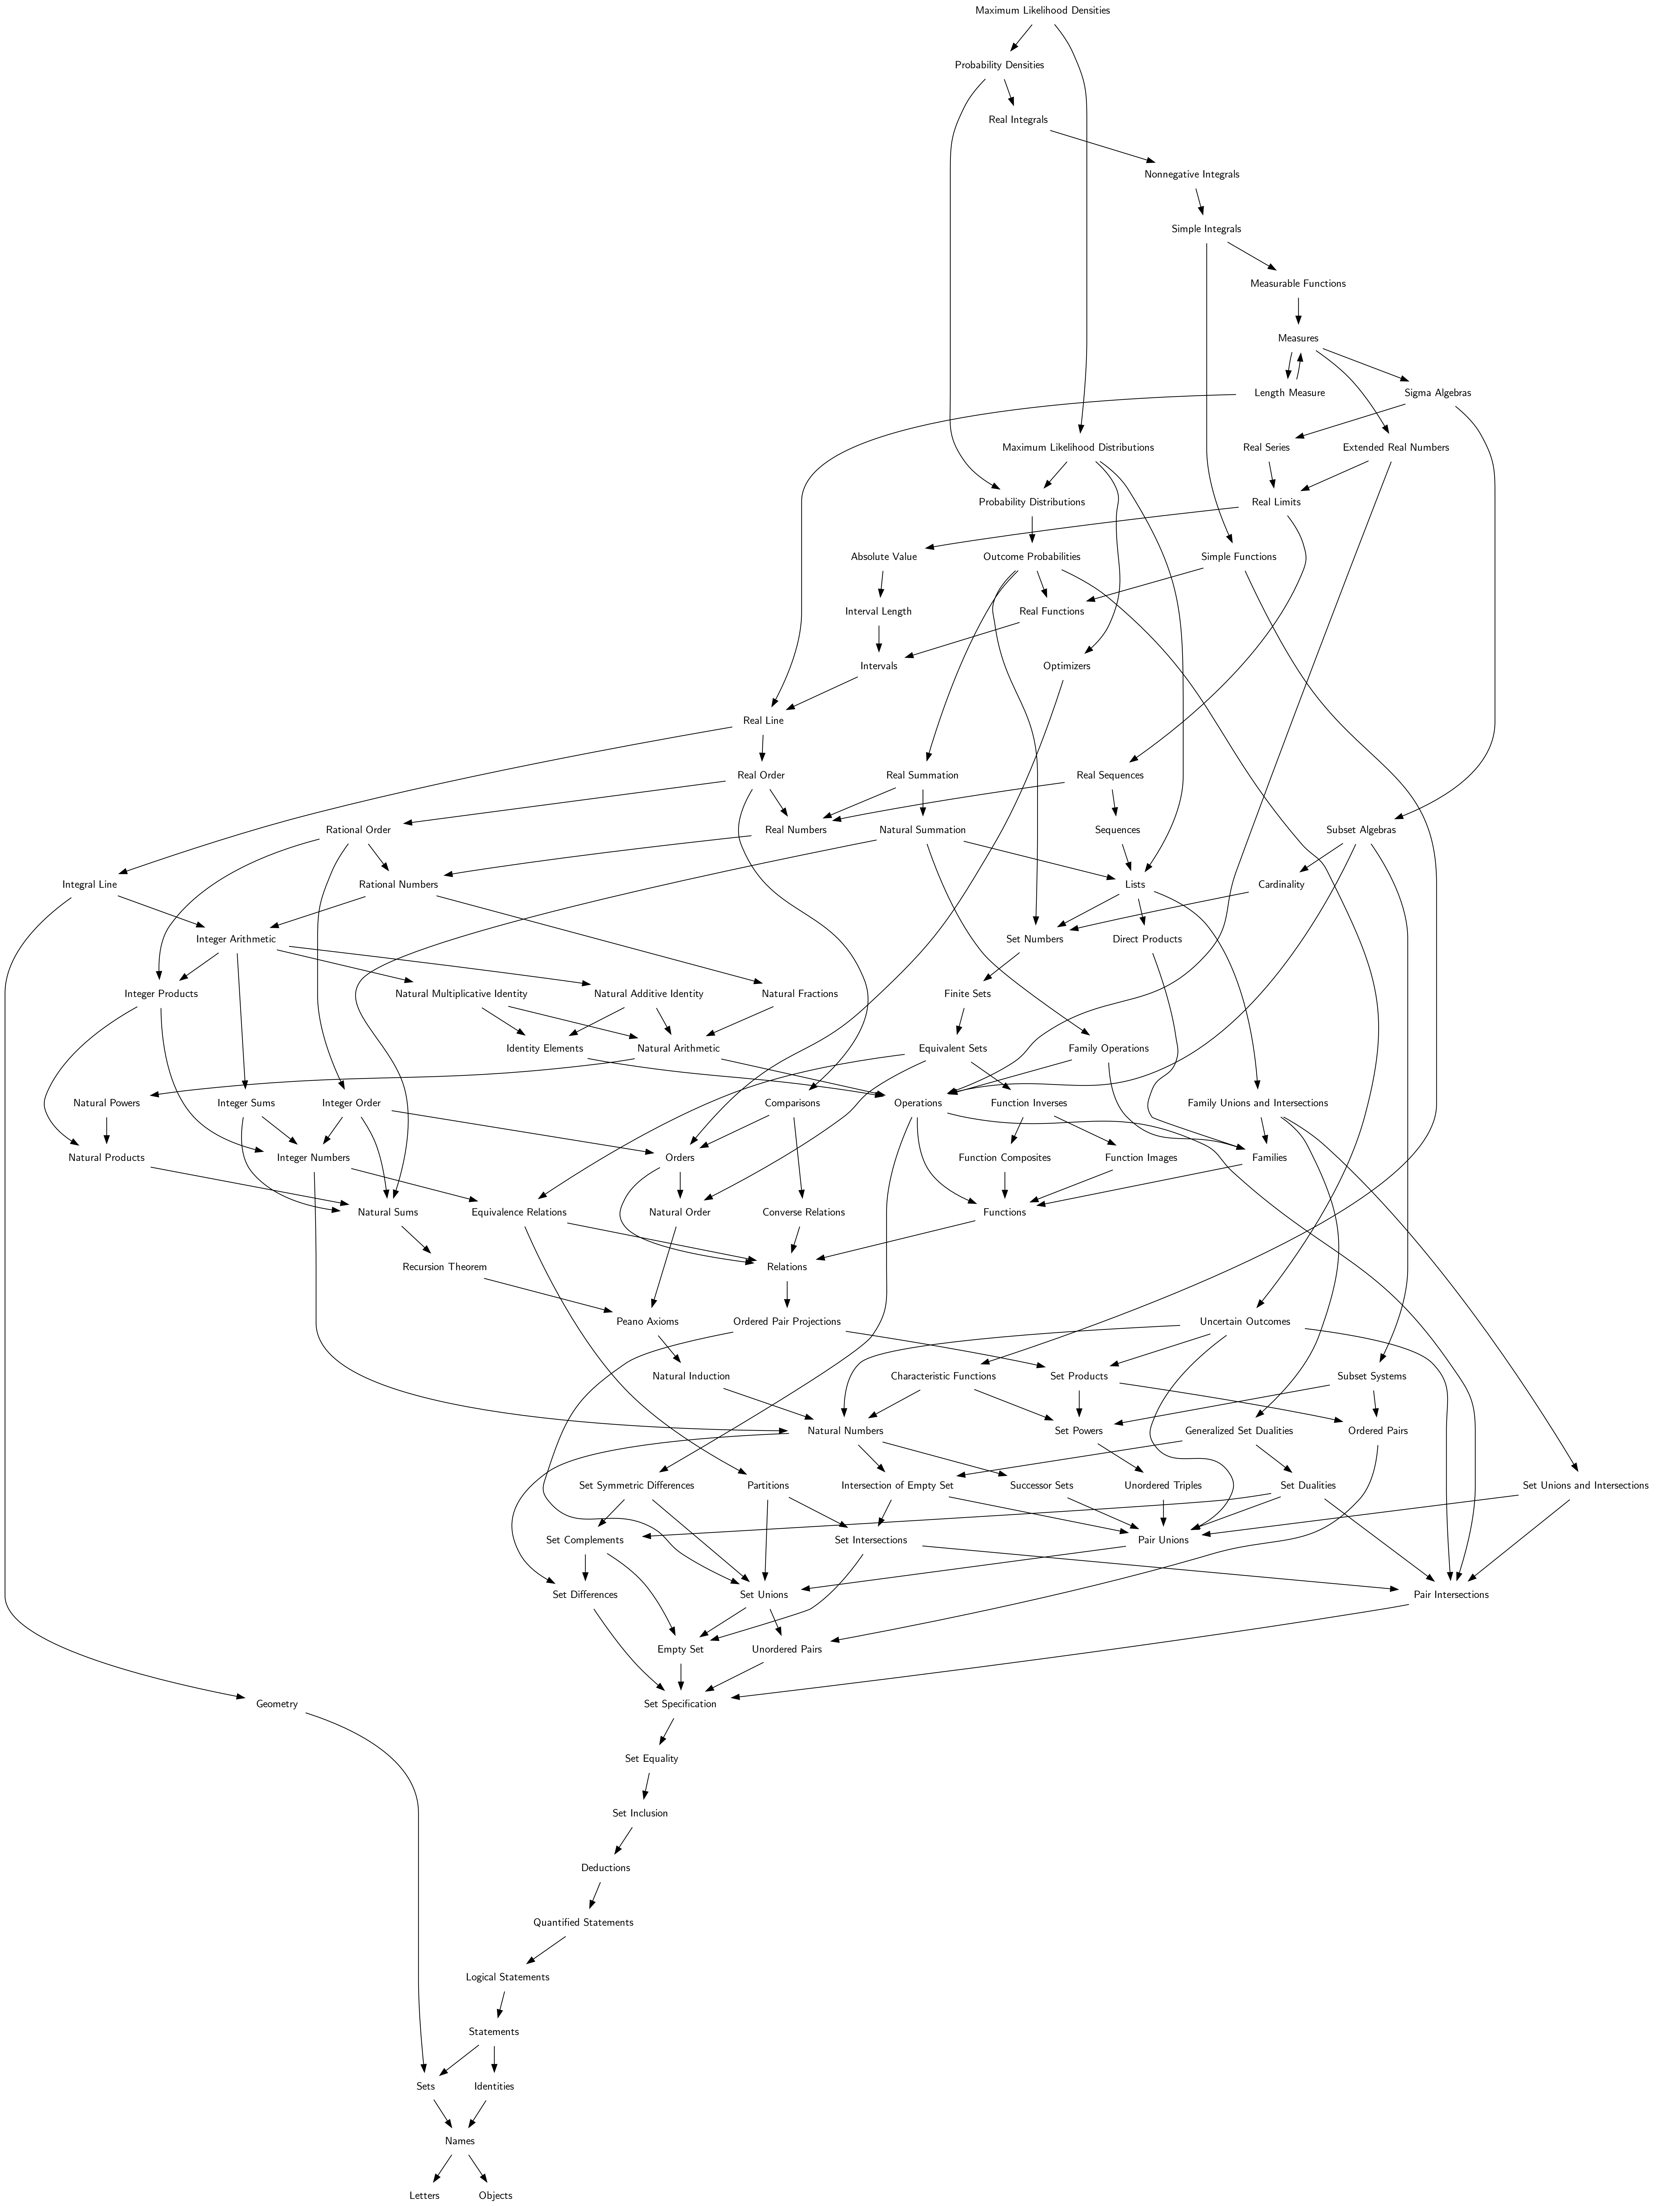 Maximum Likelihood Densities
Probability Densities
Real Integrals
Nonnegative Integrals
Simple Integrals
Measurable Functions
Measures
Length Measure
Sigma Algebras
Maximum Likelihood Distributions
Real Series
Extended Real Numbers
Probability Distributions
Real Limits
Absolute Value
Outcome Probabilities
Simple Functions
Interval Length
Real Functions
Intervals
Optimizers
Real Line
Real Order
Real Summation
Real Sequences
Rational Order
Real Numbers
Natural Summation
Sequences
Subset Algebras
Integral Line
Rational Numbers
Lists
Cardinality
Integer Arithmetic
Set Numbers
Direct Products
Integer Products
Natural Multiplicative Identity
Natural Additive Identity
Natural Fractions
Finite Sets
Identity Elements
Natural Arithmetic
Equivalent Sets
Family Operations
Natural Powers
Integer Sums
Integer Order
Comparisons
Operations
Function Inverses
Family Unions and Intersections
Natural Products
Integer Numbers
Orders
Function Composites
Function Images
Families
Natural Sums
Equivalence Relations
Natural Order
Converse Relations
Functions
Recursion Theorem
Relations
Peano Axioms
Ordered Pair Projections
Uncertain Outcomes
Natural Induction
Characteristic Functions
Set Products
Subset Systems
Natural Numbers
Set Powers
Generalized Set Dualities
Ordered Pairs
Set Symmetric Differences
Partitions
Intersection of Empty Set
Successor Sets
Unordered Triples
Set Dualities
Set Unions and Intersections
Set Complements
Set Intersections
Pair Unions
Set Differences
Set Unions
Pair Intersections
Empty Set
Unordered Pairs
Geometry
Set Specification
Set Equality
Set Inclusion
Deductions
Quantified Statements
Logical Statements
Statements
Sets
Identities
Names
Letters
Objects